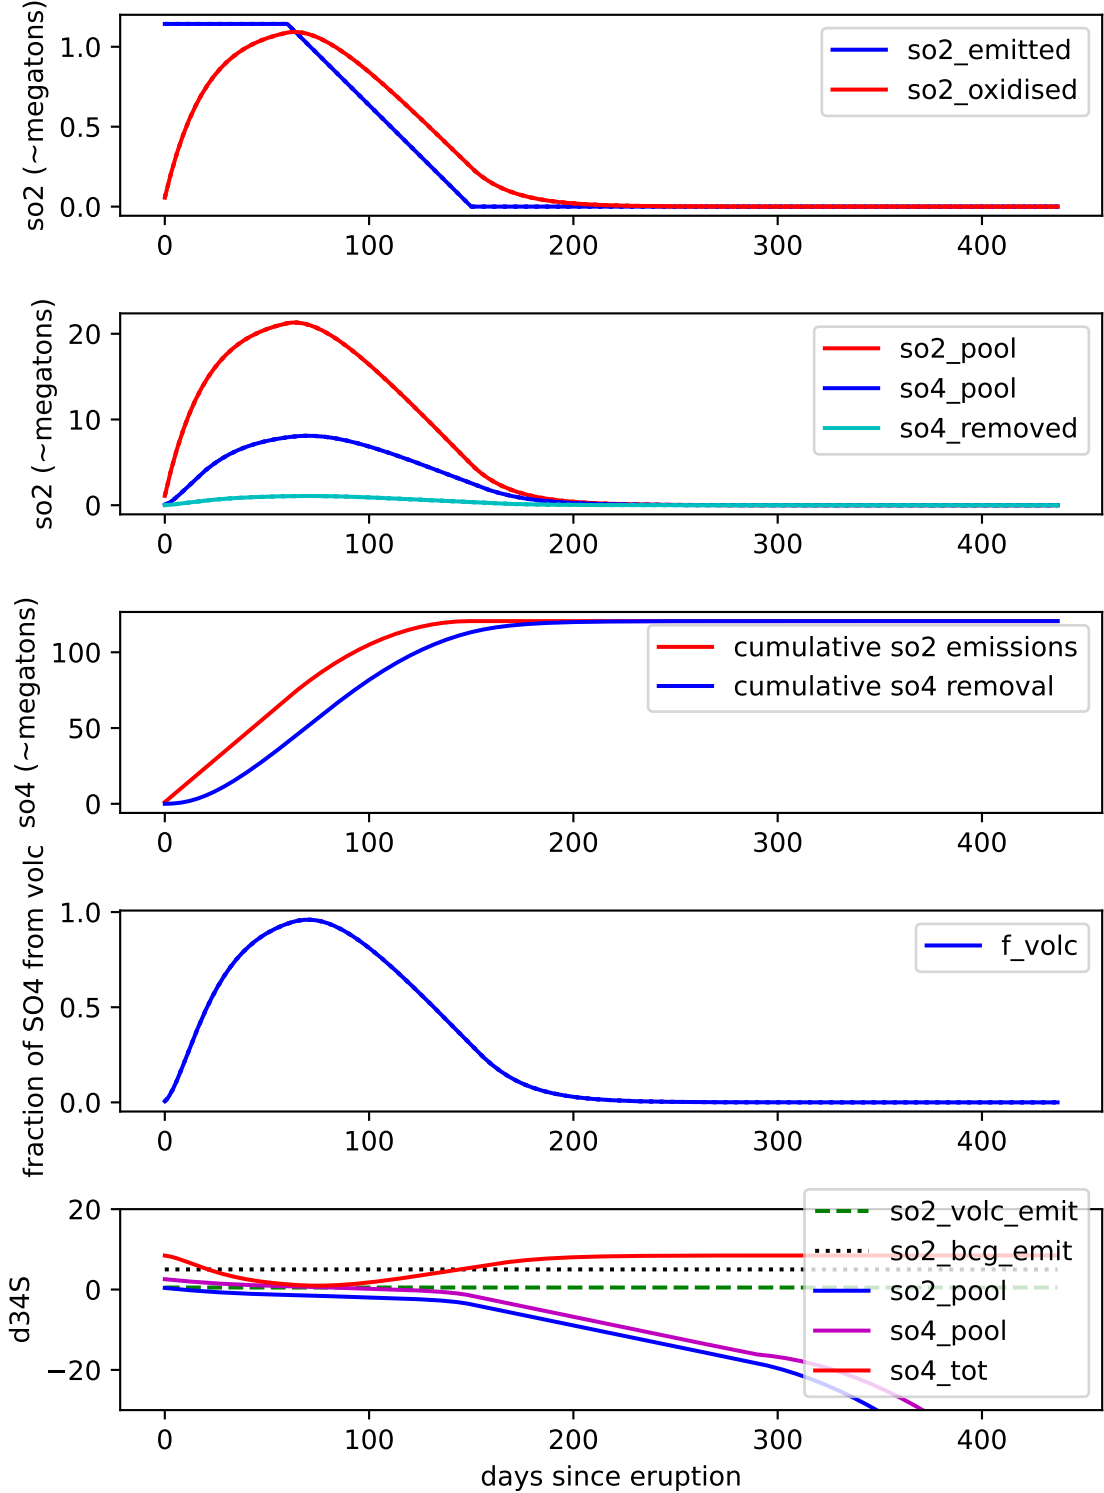 so2 (~megatons)
1.0
0.5
0.0
so2_emitted
so2_oxidised
0 100 200 300 400
so2 (~megatons)
20
10
0
so2_pool
so4_pool
so4_removed
0 100 200 300 400
so4 (~megatons)
100
50
0
cumulative so2 emissions
cumulative so4 removal
0 100 200 300 400
fraction of SO4 from volc
1.0
0.5
0.0
f_volc
0 100 200 300 400
d34S
20
0
−20
so2_volc_emit
so2_bcg_emit
so2_pool
so4_pool
so4_tot
0 100 200 300 400
days since eruption